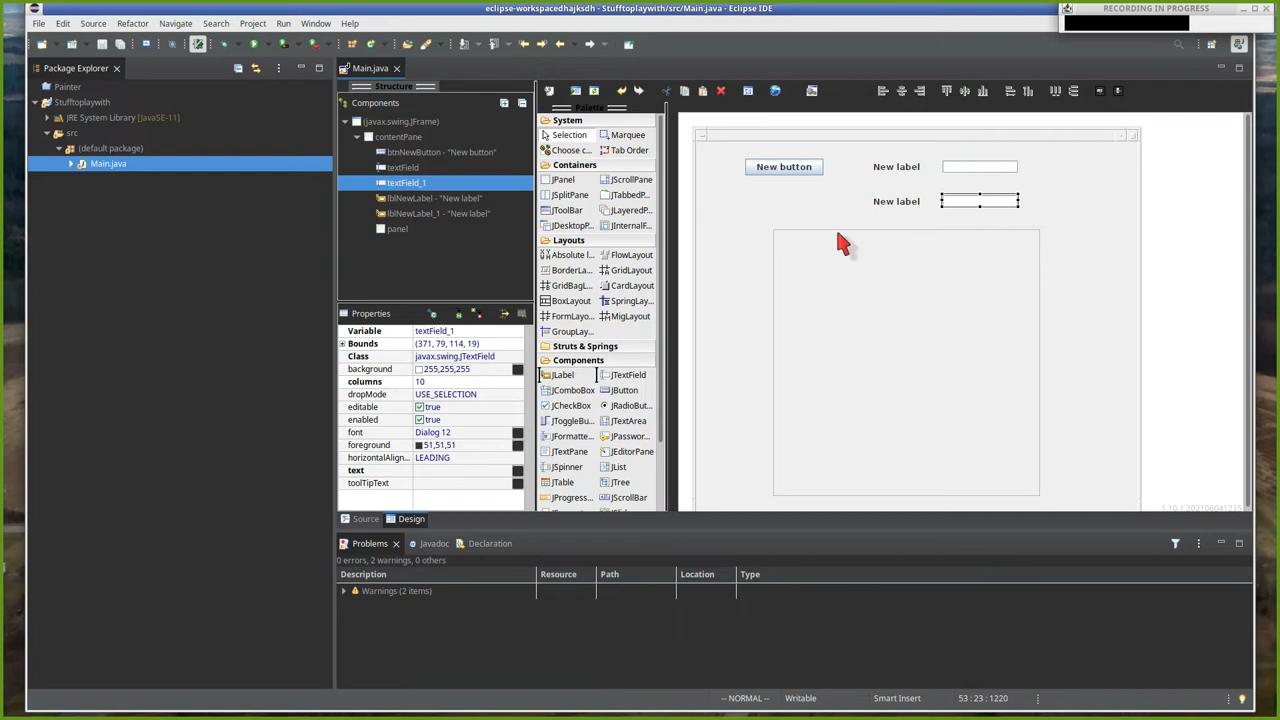 eclipse-workspacedhajksdh - Stufftoplaywith/src/Main.java - Eclipse IDE
RECORDING IN PROGRESS
File Edit Source Refactor Navigate Search Project Run Window Help
Package Explorer
Main.java
Painter
Stufftoplaywith
JRE System Library [JavaSE-11]
src
(default package)
Main.java
Structure
Components
(javax.swing.JFrame)
contentPane
btnNewButton - "New button"
textField
textField_1
lblNewLabel - "New label"
lblNewLabel_1 - "New label"
panel
Properties
Variable textField_1
Bounds (371, 79, 114, 19)
Class javax.swing.JTextField
background 255,255,255
columns 10
dropMode USE_SELECTION
editable true
enabled true
font Dialog 12
foreground 51,51,51
horizontalAlign... LEADING
text
toolTipText
Palette
System
Selection Marquee
Choose c... Tab Order
Containers
JPanel JScrollPane
JSplitPane JTabbedP...
JToolBar JLayeredP...
JDesktopP... JInternalF...
Layouts
Absolute l... FlowLayout
BorderLa... GridLayout
GridBagL... CardLayout
BoxLayout SpringLay...
FormLayo... MigLayout
GroupLay...
Struts & Springs
Components
JLabel JTextField
JComboBox JButton
JCheckBox JRadioBut...
JToggleBu... JTextArea
JFormatte... JPasswor...
JTextPane JEditorPane
JSpinner JList
JTable JTree
JProgress... JScrollBar
New button New label
New label
1.10.1.202106041225
Source Design
Problems Javadoc Declaration
0 errors, 2 warnings, 0 others
Description Resource Path Location Type
Warnings (2 items)
-- NORMAL -- Writable Smart Insert 53 : 23 : 1220